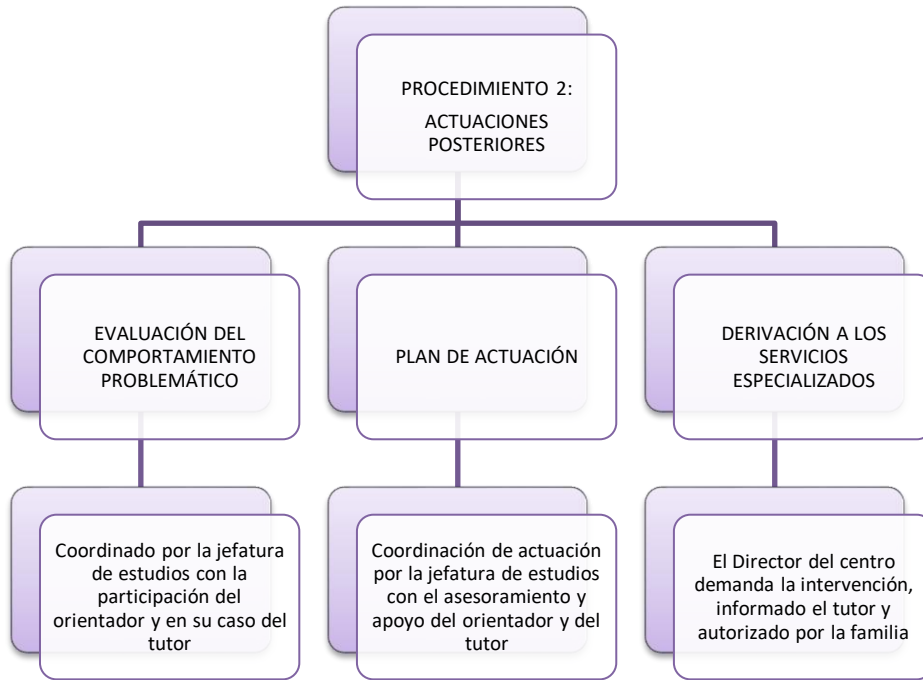 PROCEDIMIENTO 2:
ACTUACIONES
POSTERIORES
EVALUACIÓN DEL
COMPORTAMIENTO
PROBLEMÁTICO
PLAN DE ACTUACIÓN
DERIVACIÓN A LOS
SERVICIOS
ESPECIALIZADOS
Coordinado por la jefatura
de estudios con la
participación del
orientador y en su caso del
tutor
Coordinación de actuación
por la jefatura de estudios
con el asesoramiento y
apoyo del orientador y del
tutor
El Director del centro
demanda la intervención,
informado el tutor y
autorizado por la familia